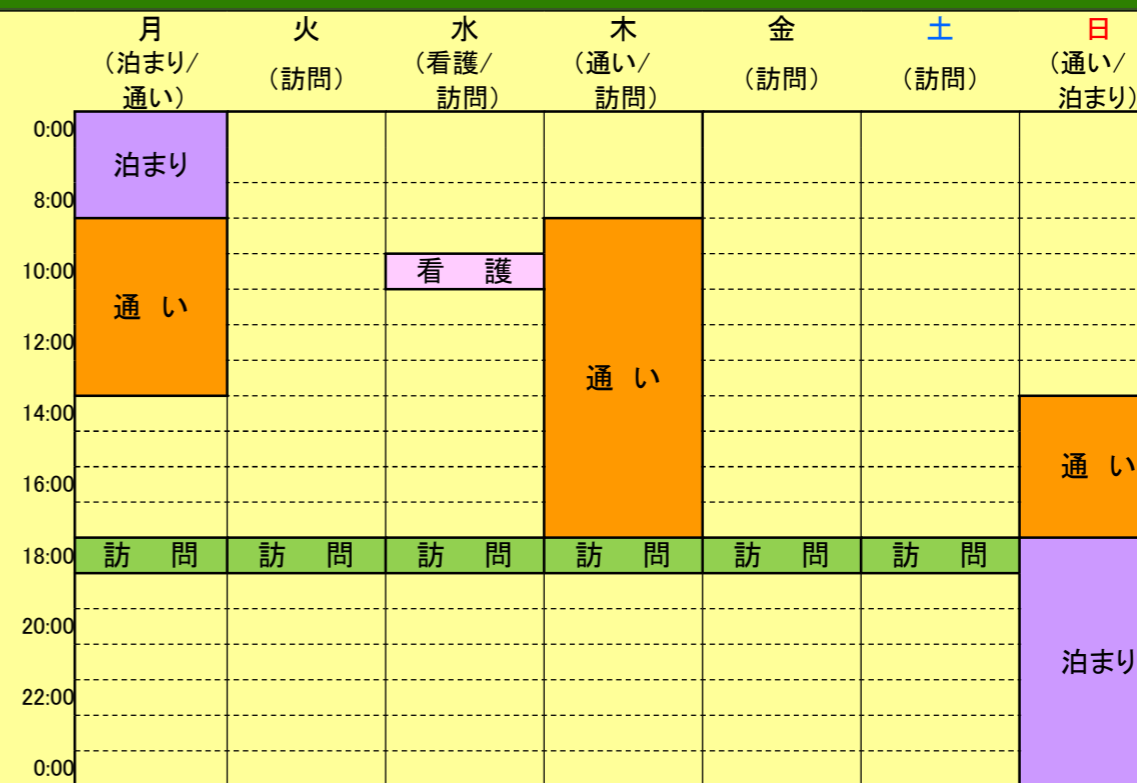 月 火 水 木 金 土 日
（泊まり/ （看護/ （通い/ （通い/
（訪問） （訪問） （訪問）
通い） 訪問） 訪問） 泊まり）
0:00
泊まり
8:00
10:00 看 護
通 い
12:00
通 い
14:00
通 い
16:00
18:00 訪 問 訪 問 訪 問 訪 問 訪 問 訪 問
20:00
泊まり
22:00
0:00